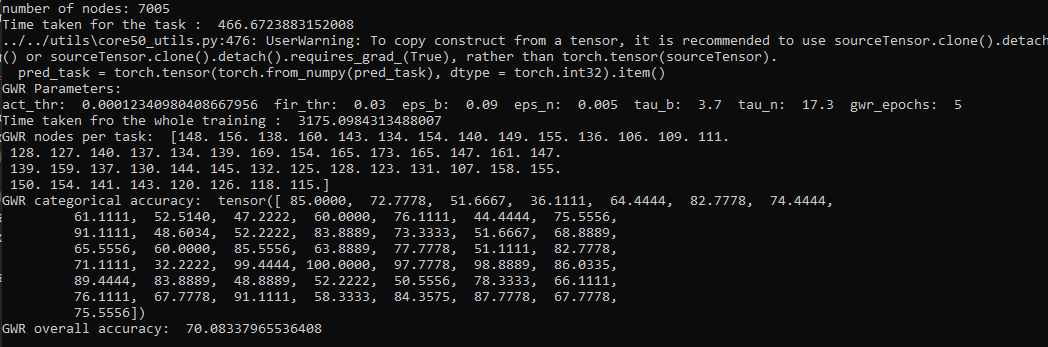 number of nodes: 7005
Time taken for the task :  466.6723883152008
../../utils\core50_utils.py:476: UserWarning: To copy construct from a tensor, it is recommended to use sourceTensor.clone().detach
() or sourceTensor.clone().detach().requires_grad_(True), rather than torch.tensor(sourceTensor).
  pred_task = torch.tensor(torch.from_numpy(pred_task), dtype = torch.int32).item()
GWR Parameters:
act_thr:  0.00012340980408667956  fir_thr:  0.03  eps_b:  0.09  eps_n:  0.005  tau_b:  3.7  tau_n:  17.3  gwr_epochs:  5
Time taken fro the whole training :  3175.0984313488007
GWR nodes per task:  [148. 156. 138. 160. 143. 134. 154. 140. 149. 155. 136. 106. 109. 111.
 128. 127. 140. 137. 134. 139. 169. 154. 165. 173. 165. 147. 161. 147.
 139. 159. 137. 130. 144. 145. 132. 125. 128. 123. 131. 107. 158. 155.
 150. 154. 141. 143. 120. 126. 118. 115.]
GWR categorical accuracy:  tensor([ 85.0000,  72.7778,  51.6667,  36.1111,  64.4444,  82.7778,  74.4444,
         61.1111,  52.5140,  47.2222,  60.0000,  76.1111,  44.4444,  75.5556,
         91.1111,  48.6034,  52.2222,  83.8889,  73.3333,  51.6667,  68.8889,
         65.5556,  60.0000,  85.5556,  63.8889,  77.7778,  51.1111,  82.7778,
         71.1111,  32.2222,  99.4444, 100.0000,  97.7778,  98.8889,  86.0335,
         89.4444,  83.8889,  48.8889,  52.2222,  50.5556,  78.3333,  66.1111,
         76.1111,  67.7778,  91.1111,  58.3333,  84.3575,  87.7778,  67.7778,
         75.5556])
GWR overall accuracy:  70.08337965536408